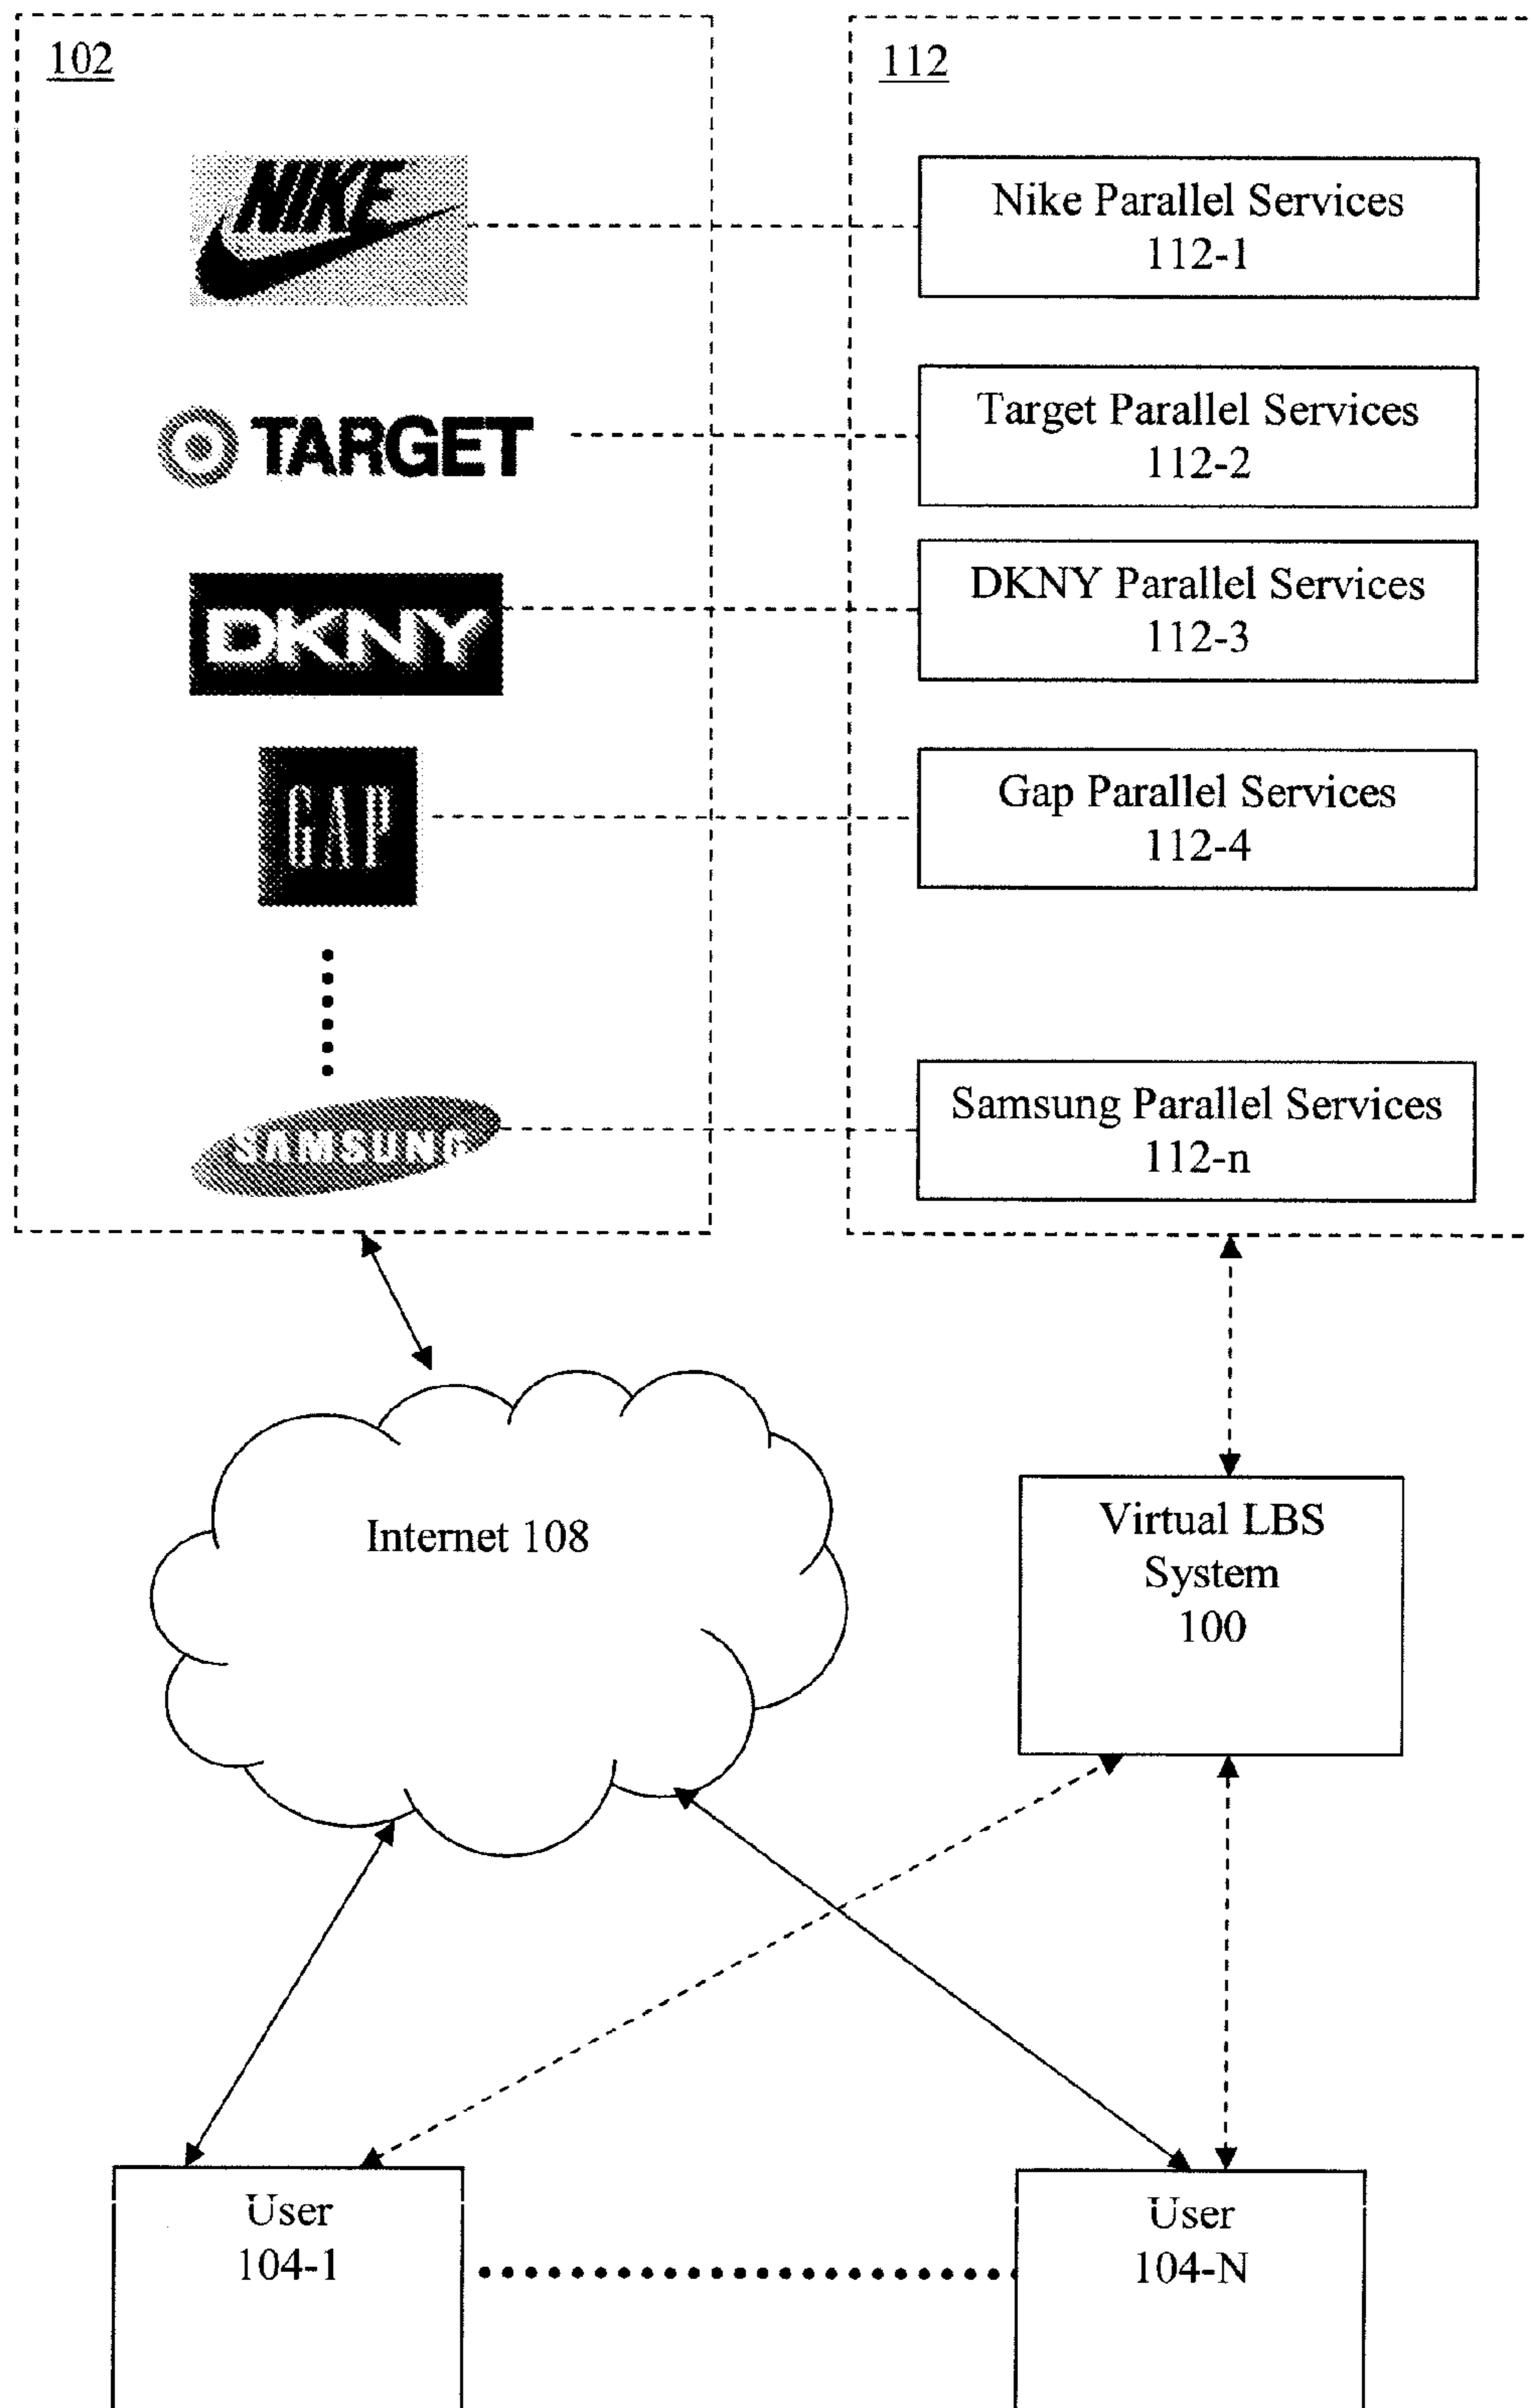 102
112
NIKE
Nike Parallel Services
112-1
TARGET
Target Parallel Services
112-2
DKNY
DKNY Parallel Services
112-3
GAP
Gap Parallel Services
112-4
SAMSUNG
Samsung Parallel Services
112-n
Internet 108
Virtual LBS
System
100
User
104-1
User
104-N